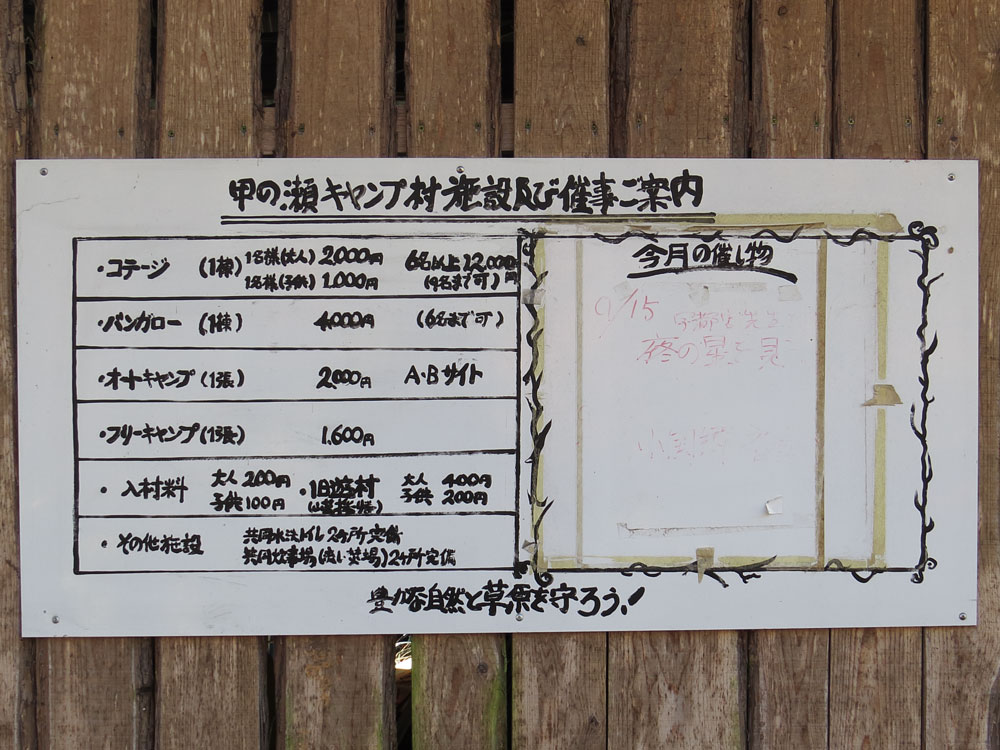 甲の瀬キャンプ村施設及び催事ご案内
・コテージ (1棟) 1名様(大人) 2,000円 6名以上12,000円
1名様(子供) 1,000円 (9名まで可)
・バンガロー (1棟) 4,000円 (6名まで可)
・オートキャンプ (1張) 2,000円 A・Bサイト
・フリーキャンプ (1張) 1,600円
・入村料 大人 200円 ・1日遊村 大人 400円
子供 100円 子供 200円
・その他施設 共同水洗トイレ2ヶ所完備
共同炊事場(洗い場)2ヶ所完備
今月の催し物
9/15
豊かな自然と草原を守ろう!